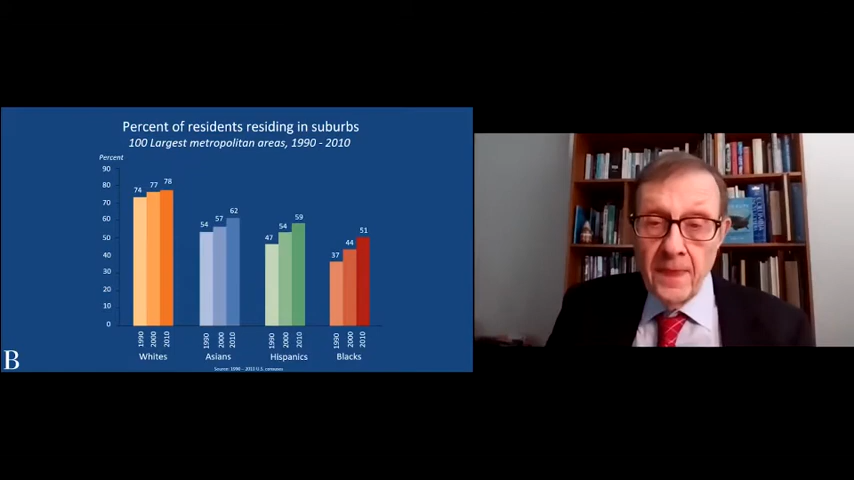 Percent of residents residing in suburbs
100 Largest metropolitan areas, 1990 - 2010
Percent
90
80
70
60
50
40
30
20
10
0
74 77 78
54 57 62
47 54 59
37 44 51
1990 2000 2010 1990 2000 2010 1990 2000 2010 1990 2000 2010
Whites Asians Hispanics Blacks
B